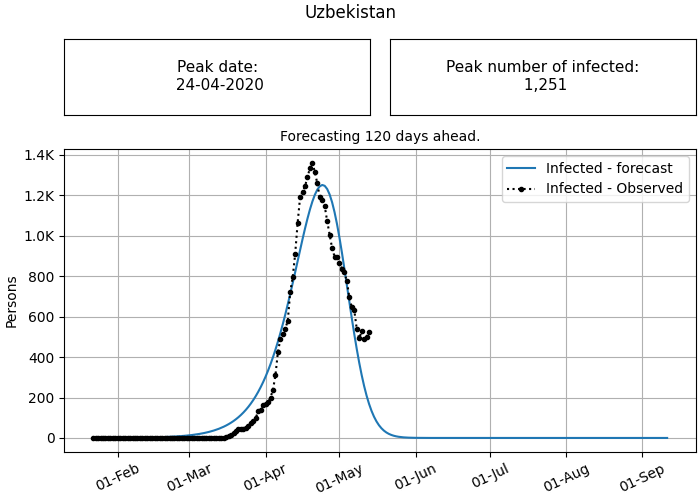 Uzbekistan
Peak date:
24-04-2020
Peak number of infected:
1,251
Forecasting 120 days ahead.
1.4K
1.2K
1.0K
800
600
400
200
0
Persons
Infected - forecast
Infected - Observed
01-Feb
01-Mar
01-Apr
01-May
01-Jun
01-Jul
01-Aug
01-Sep